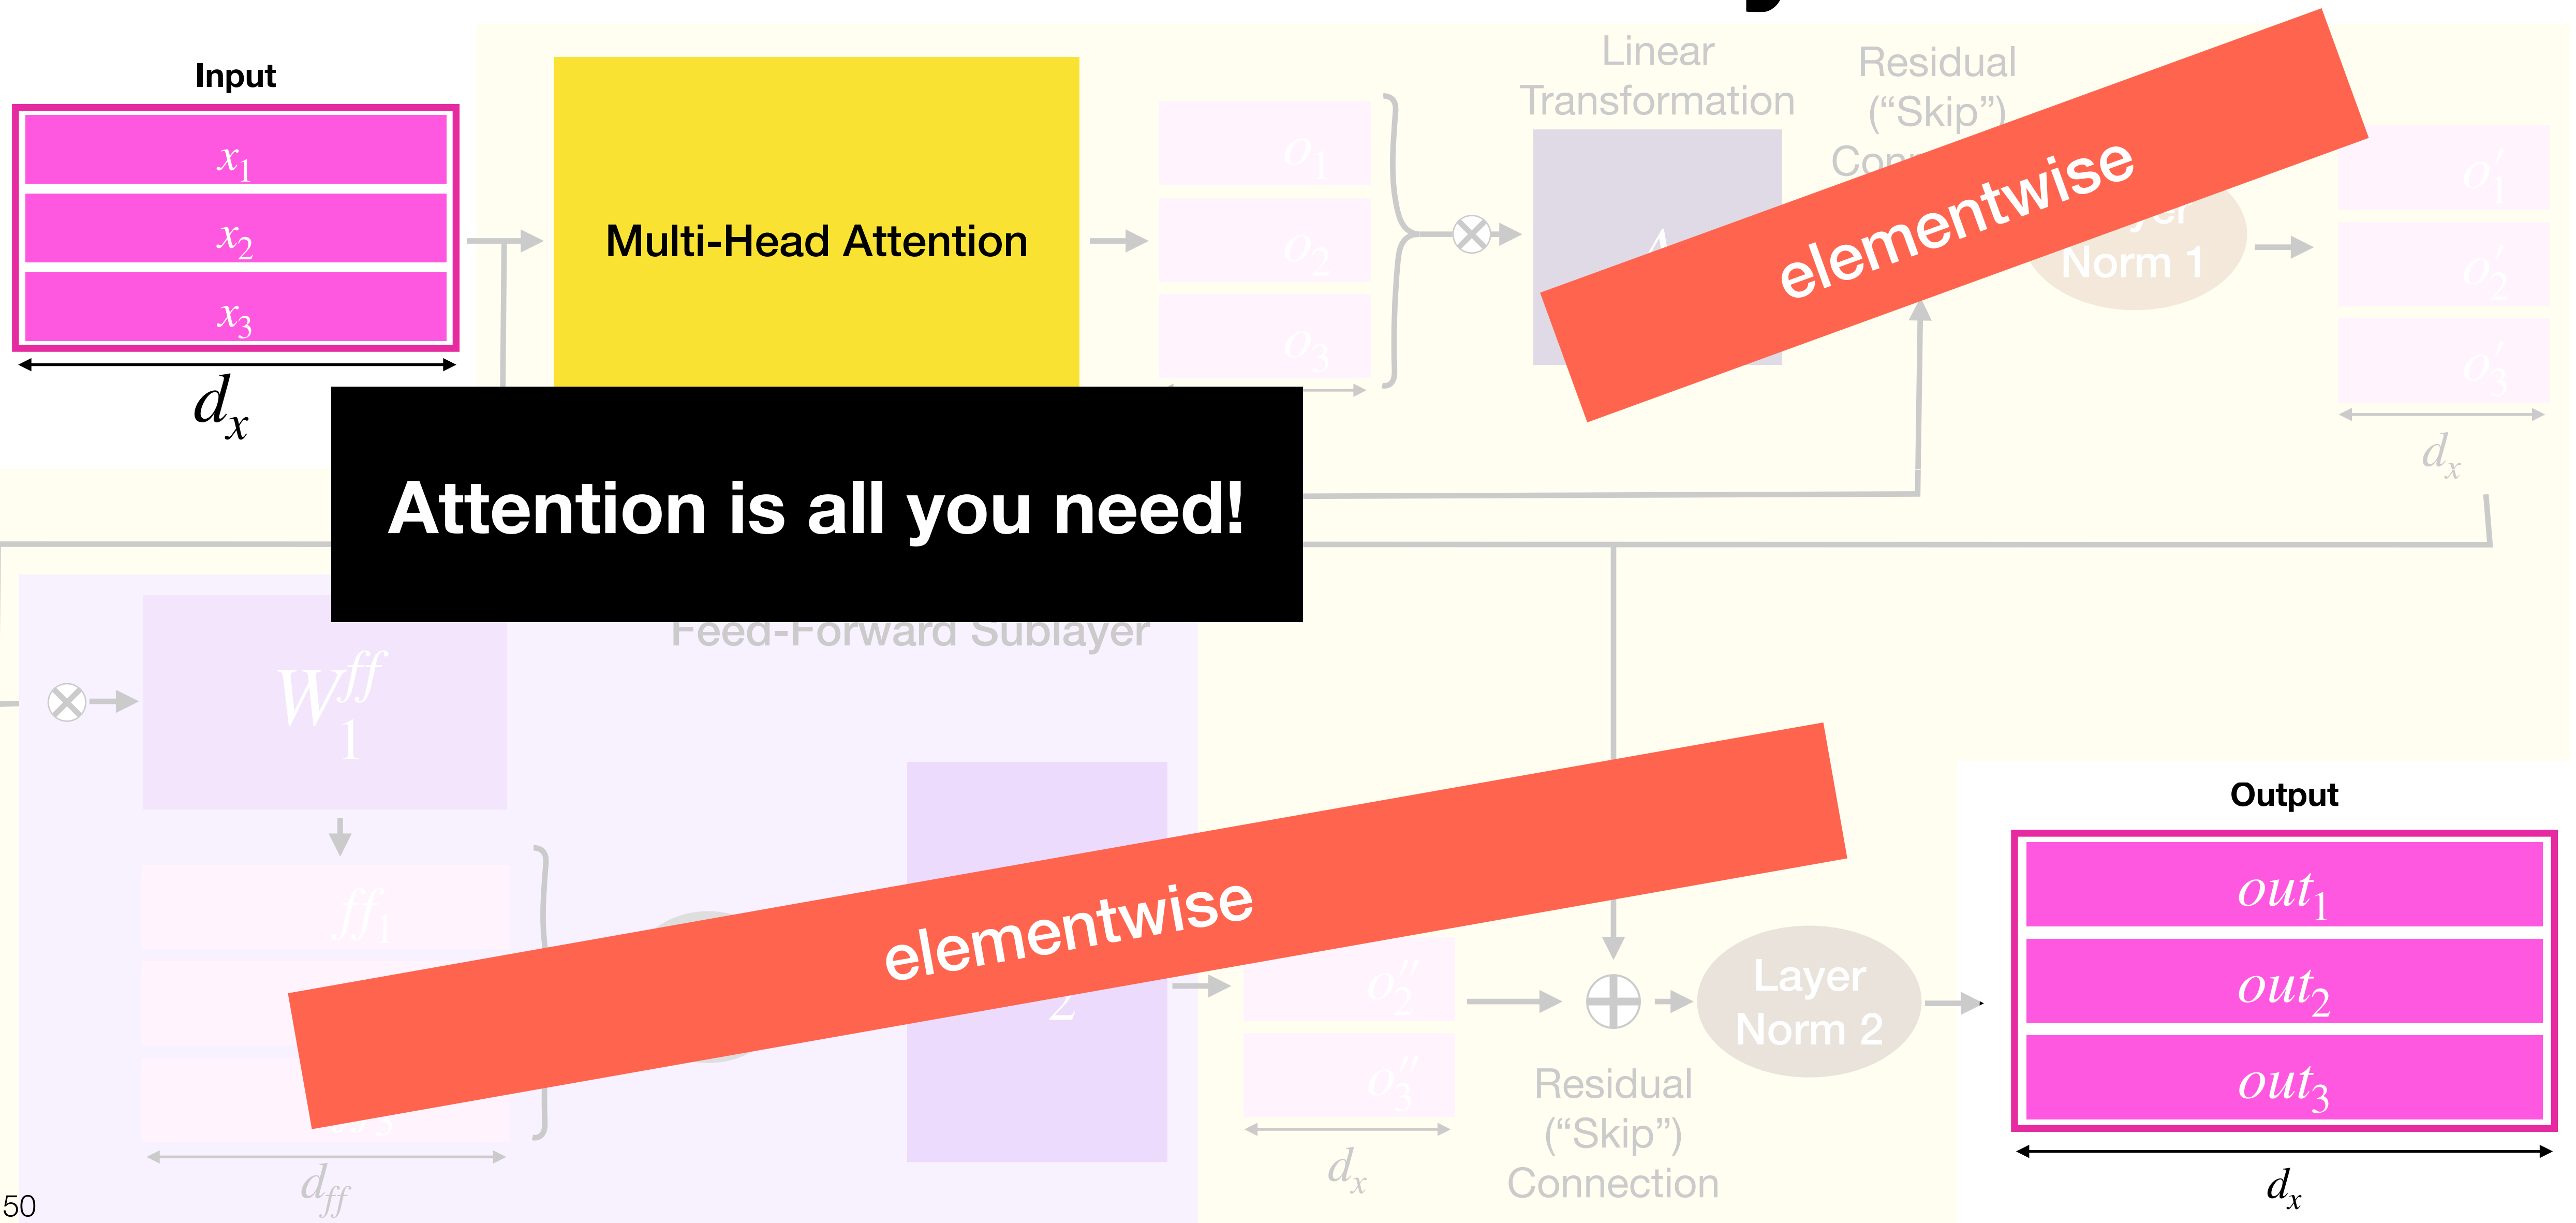 Input
x₁
x₂
x₃
dₓ
Multi-Head Attention
o₁
o₂
o₃
Linear
Transformation
Residual
(“Skip”)
Norm 1
elementwise
o′₁
o′₂
o′₃
dₓ
Attention is all you need!
Feed-Forward Sublayer
W₁ᶠᶠ
ff₁
d_ff
elementwise
2
o″₂
o″₃
dₓ
Residual
(“Skip”)
Connection
Layer
Norm 2
Output
out₁
out₂
out₃
dₓ
50